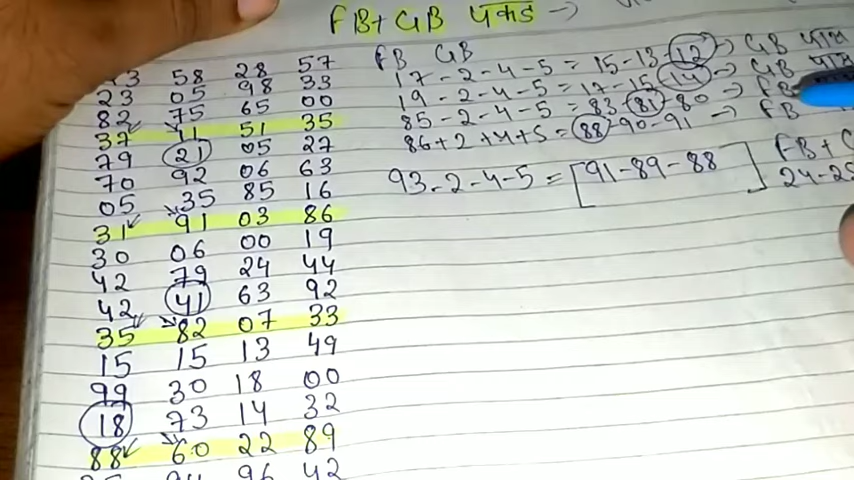 FB+GB पकड →
FB GB
17-2-4-5 = 15-13-12 → GB पास
19-2-4-5 = 17-15-14 → GB
85-2-4-5 = 83-81-80 → FB
86+2+4+5 = 88-90-91 → FB
93-2-4-5 = [91-89-88]
FB+
58 28 57
23 05 98 33
82 75 65 00
37 11 51 35
79 21 05 27
70 92 06 63
05 35 85 16
31 91 03 86
30 06 00 19
42 79 24 44
42 41 63 92
35 82 07 33
15 15 13 49
99 30 18 00
18 73 14 32
88 60 22 89
96 42